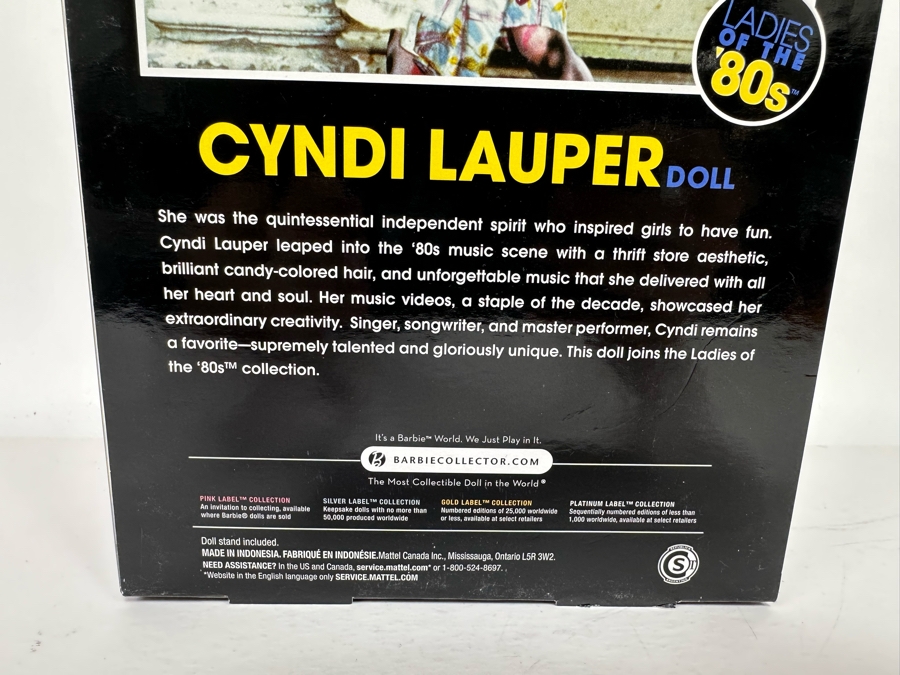 LADIES
OF THE
'80s™
CYNDI LAUPER DOLL
She was the quintessential independent spirit who inspired girls to have fun.
Cyndi Lauper leaped into the '80s music scene with a thrift store aesthetic,
brilliant candy-colored hair, and unforgettable music that she delivered with all
her heart and soul. Her music videos, a staple of the decade, showcased her
extraordinary creativity. Singer, songwriter, and master performer, Cyndi remains
a favorite—supremely talented and gloriously unique. This doll joins the Ladies of
the '80s™ collection.
It's a Barbie™ World. We Just Play in It.
BARBIECOLLECTOR.COM
The Most Collectible Doll in the World®
PINK LABEL™ COLLECTION
An invitation to collecting, available
where Barbie® dolls are sold
SILVER LABEL™ COLLECTION
Keepsake dolls with no more than
50,000 produced worldwide
GOLD LABEL™ COLLECTION
Numbered editions of 25,000 worldwide
or less, available at select retailers
PLATINUM LABEL™ COLLECTION
Sequentially numbered editions of less than
1,000 worldwide, available at select retailers
Doll stand included.
MADE IN INDONESIA. FABRIQUÉ EN INDONÉSIE. Mattel Canada Inc., Mississauga, Ontario L5R 3W2.
NEED ASSISTANCE? In the US and Canada, service.mattel.com* or 1-800-524-8697.
*Website in the English language only SERVICE.MATTEL.COM
S